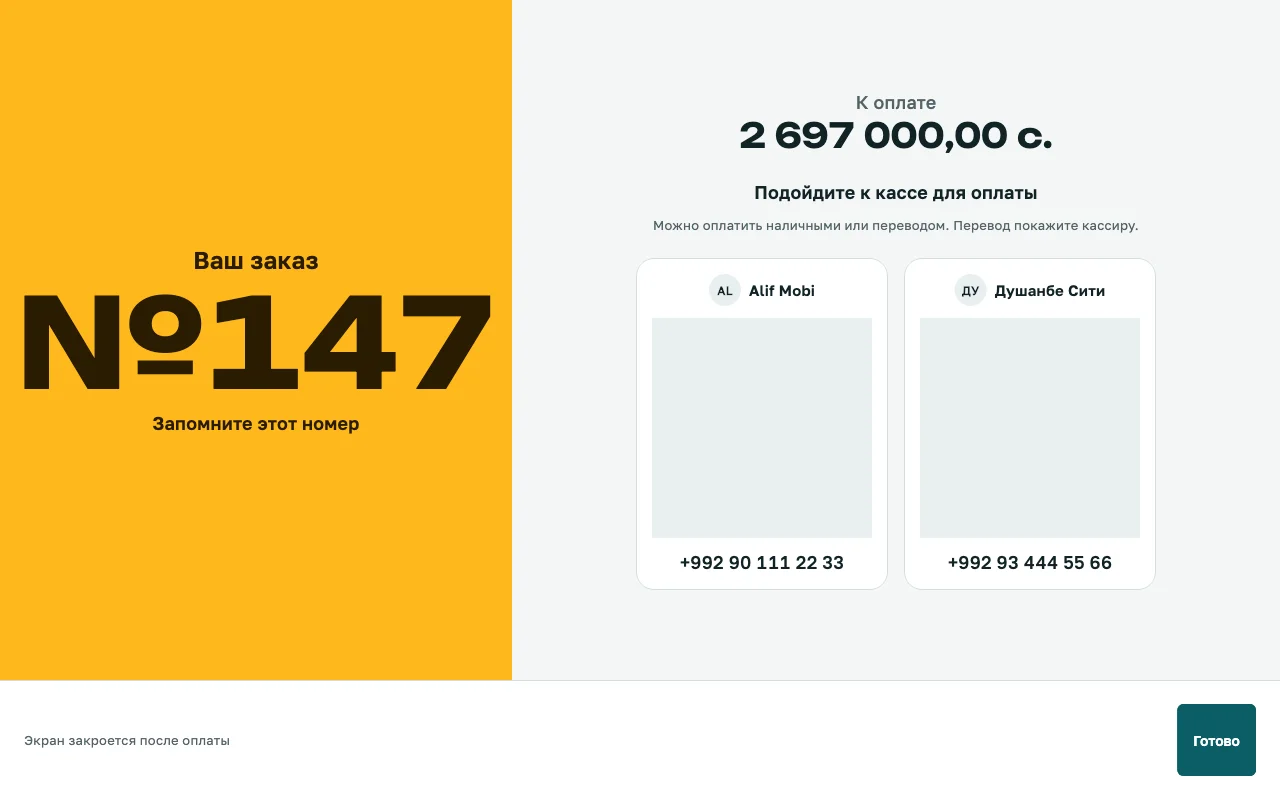 Ваш заказ
№147
Запомните этот номер
К оплате
2 697 000,00 с.
Подойдите к кассе для оплаты
Можно оплатить наличными или переводом. Перевод покажите кассиру.
AL Alif Mobi
+992 90 111 22 33
ДУ Душанбе Сити
+992 93 444 55 66
Экран закроется после оплаты
Готово